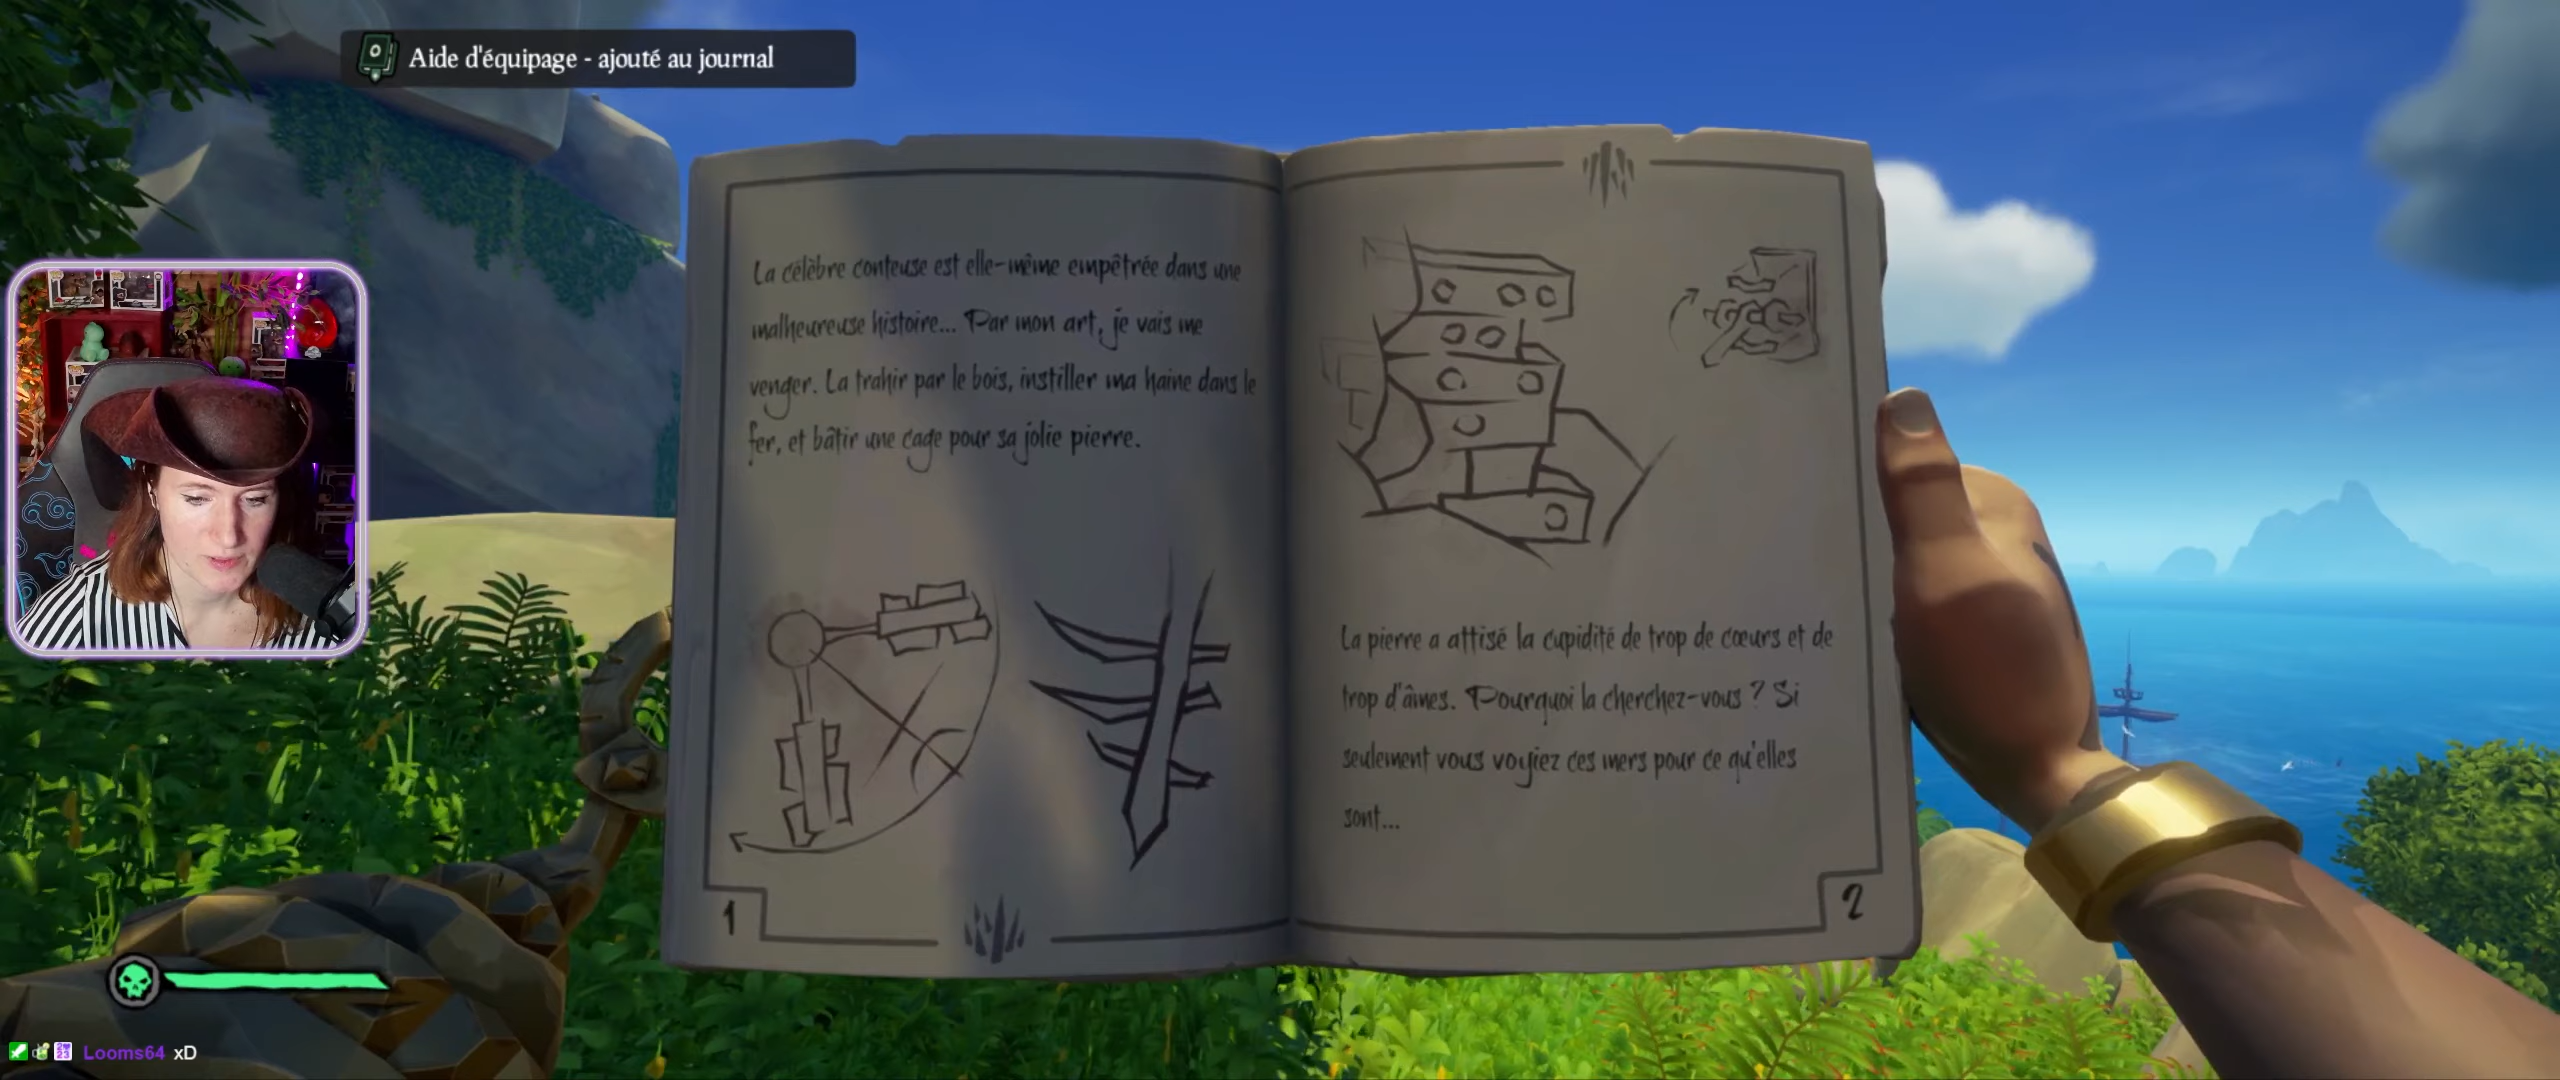 Aide d'équipage - ajouté au journal
La célèbre conteuse est elle-même empêtrée dans une
malheureuse histoire... Par mon art, je vais me
venger. La trahir par le bois, instiller ma haine dans le
fer, et bâtir une cage pour sa jolie pierre.
1
La pierre a attisé la cupidité de trop de cœurs et de
trop d'âmes. Pourquoi la cherchez-vous ? Si
seulement vous voyiez ces mers pour ce qu'elles
sont...
2
Looms64 xD